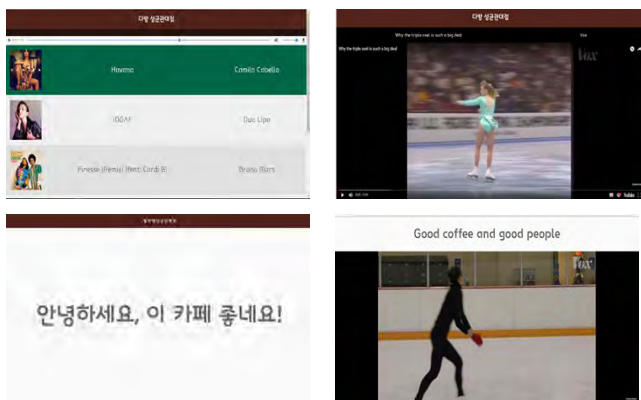 다방 성균관대점
Havana
Camila Cabello
IDGAF
Dua Lipa
Finesse (Remix) [feat. Cardi B]
Bruno Mars
다방 성균관대점
Why the triple axel is such a big deal
Vox
Why the triple axel is such a big deal
Vox
YouTube
안녕하세요, 이 카페 좋네요!
Good coffee and good people
Vox